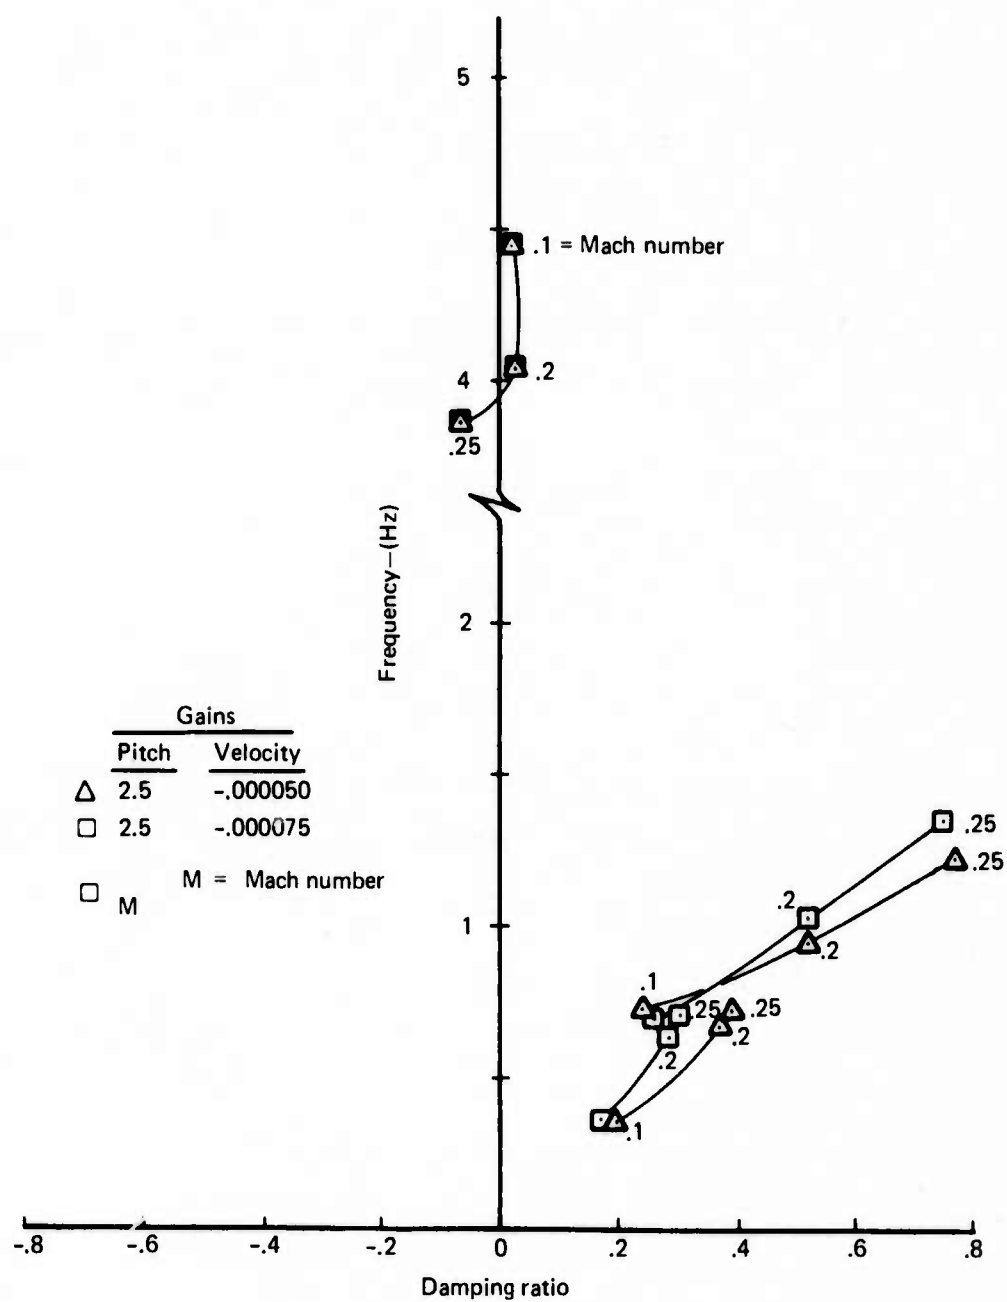 5
.1 = Mach number
4
.2
.25
Frequency—(Hz)
2
Gains
Pitch Velocity
2.5 -.000050
2.5 -.000075
M M = Mach number
.25
.25
.2
1
.2
.1
.25
.25
.2
.2
.1
-.8 -.6 -.4 -.2 0 .2 .4 .6 .8
Damping ratio